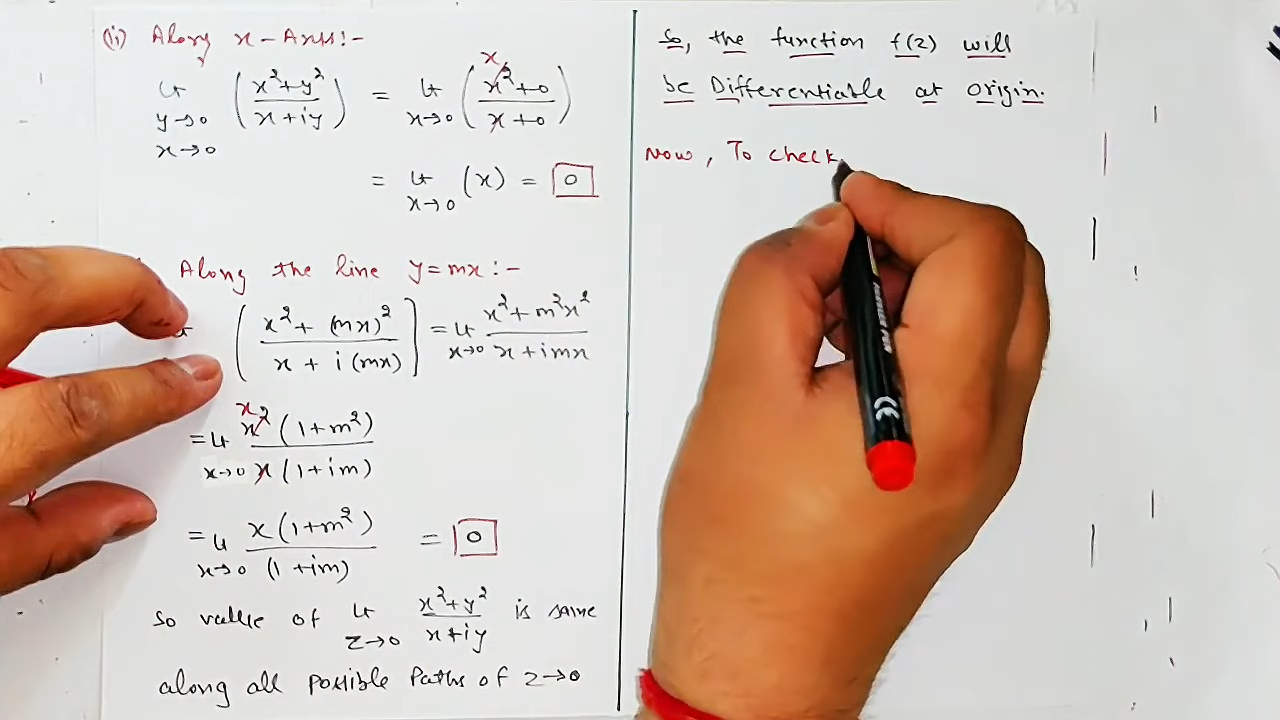 (ii) Along x-Axis:-
Lt (x²+y² / x+iy) = Lt (x²+0 / x+0)
y→0 x→0
x→0
= Lt (x) = 0
x→0
Along the line y=mx:-
(x²+(mx)² / x+i(mx)) = Lt x²+m²x² / x+imx
x→0
= Lt x²(1+m²) / x(1+im)
x→0
= Lt x(1+m²) / (1+im) = 0
x→0
So value of Lt x²+y² / x+iy is same
z→0
along all possible Paths of z→0
So, the function f(z) will
be Differentiable at origin.
Now, To check